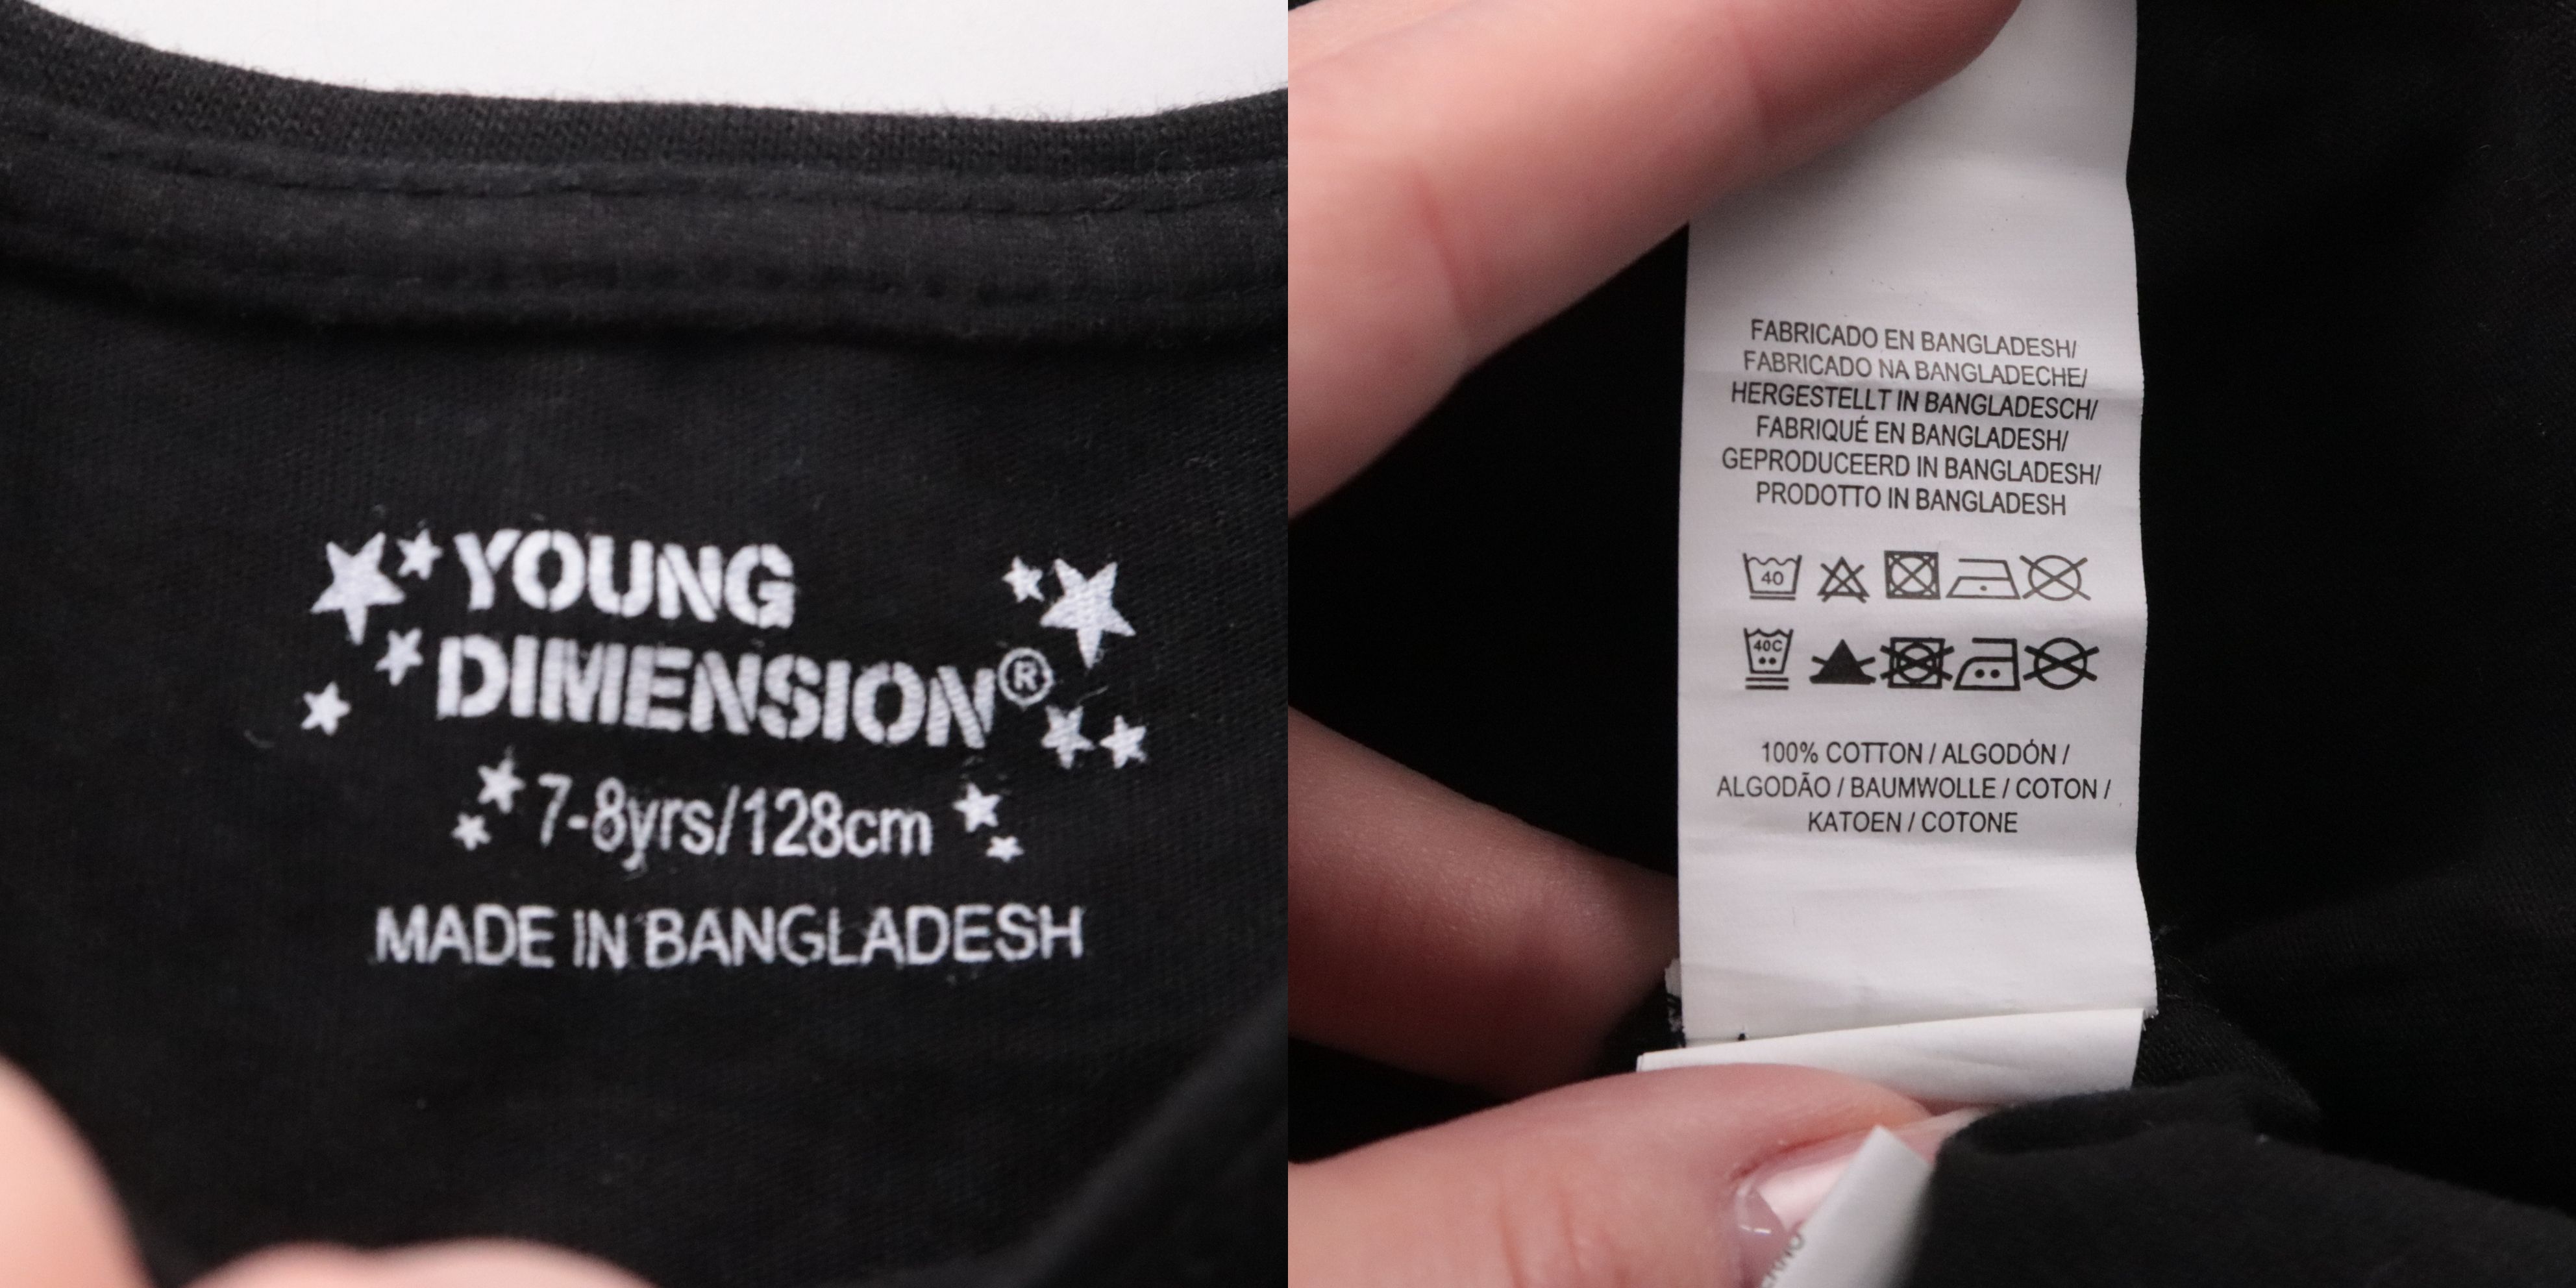 YOUNG
DIMENSION®
7-8yrs/128cm
MADE IN BANGLADESH
FABRICADO EN BANGLADESH/
FABRICADO NA BANGLADECHE/
HERGESTELLT IN BANGLADESCH/
FABRIQUÉ EN BANGLADESH/
GEPRODUCEERD IN BANGLADESH/
PRODOTTO IN BANGLADESH
40
40C
100% COTTON / ALGODÓN /
ALGODÃO / BAUMWOLLE / COTON /
KATOEN / COTONE